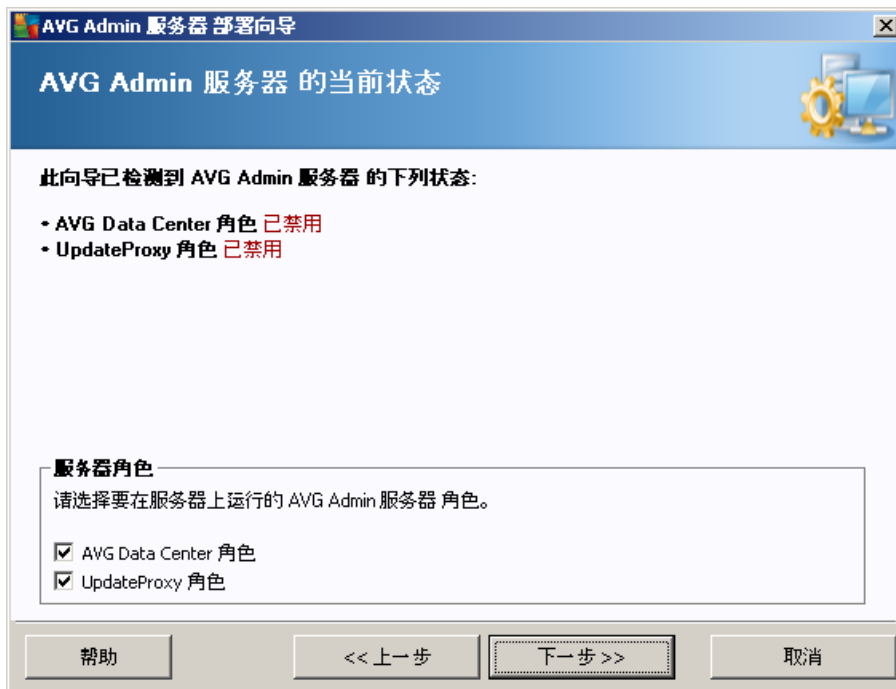 AVG Admin 服务器 部署向导
AVG Admin 服务器 的当前状态
此向导已检测到 AVG Admin 服务器 的下列状态:
• AVG Data Center 角色 已禁用
• UpdateProxy 角色 已禁用
服务器角色
请选择要在服务器上运行的 AVG Admin 服务器 角色。
AVG Data Center 角色
UpdateProxy 角色
帮助 << 上一步 下一步 >> 取消